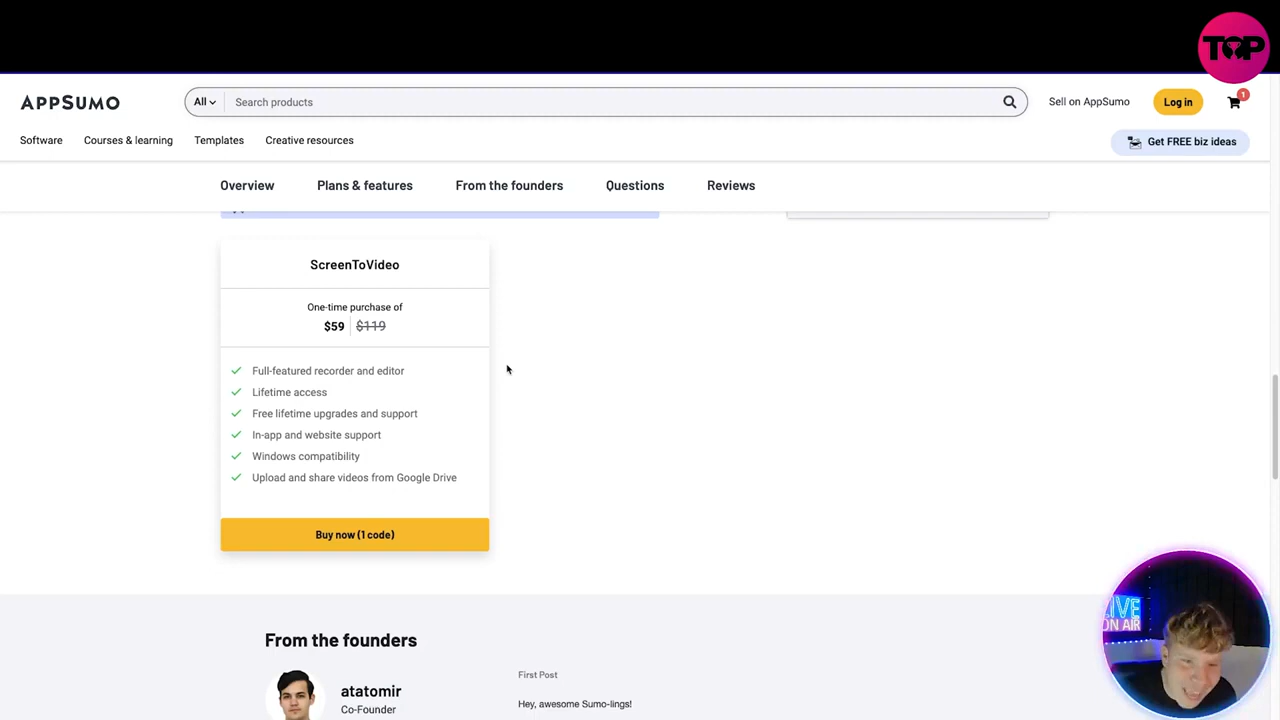 TOP
APPSUMO
All
Search products
Sell on AppSumo
Log in
1
Software
Courses & learning
Templates
Creative resources
Get FREE biz ideas
Overview
Plans & features
From the founders
Questions
Reviews
ScreenToVideo
One-time purchase of
$59 $119
Full-featured recorder and editor
Lifetime access
Free lifetime upgrades and support
In-app and website support
Windows compatibility
Upload and share videos from Google Drive
Buy now (1 code)
From the founders
atatomir
Co-Founder
First Post
Hey, awesome Sumo-lings!
LIVE
ON AIR